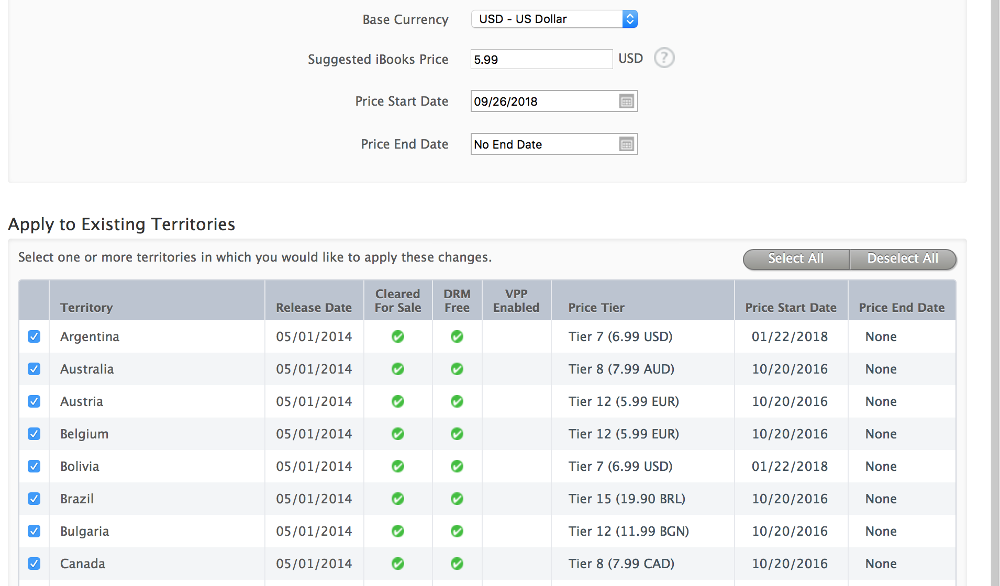 Base Currency USD - US Dollar
Suggested iBooks Price 5.99 USD ?
Price Start Date 09/26/2018
Price End Date No End Date
Apply to Existing Territories
Select one or more territories in which you would like to apply these changes. Select All Deselect All
Territory Release Date Cleared For Sale DRM Free VPP Enabled Price Tier Price Start Date Price End Date
Argentina 05/01/2014 Tier 7 (6.99 USD) 01/22/2018 None
Australia 05/01/2014 Tier 8 (7.99 AUD) 10/20/2016 None
Austria 05/01/2014 Tier 12 (5.99 EUR) 10/20/2016 None
Belgium 05/01/2014 Tier 12 (5.99 EUR) 10/20/2016 None
Bolivia 05/01/2014 Tier 7 (6.99 USD) 01/22/2018 None
Brazil 05/01/2014 Tier 15 (19.90 BRL) 10/20/2016 None
Bulgaria 05/01/2014 Tier 12 (11.99 BGN) 10/20/2016 None
Canada 05/01/2014 Tier 8 (7.99 CAD) 10/20/2016 None